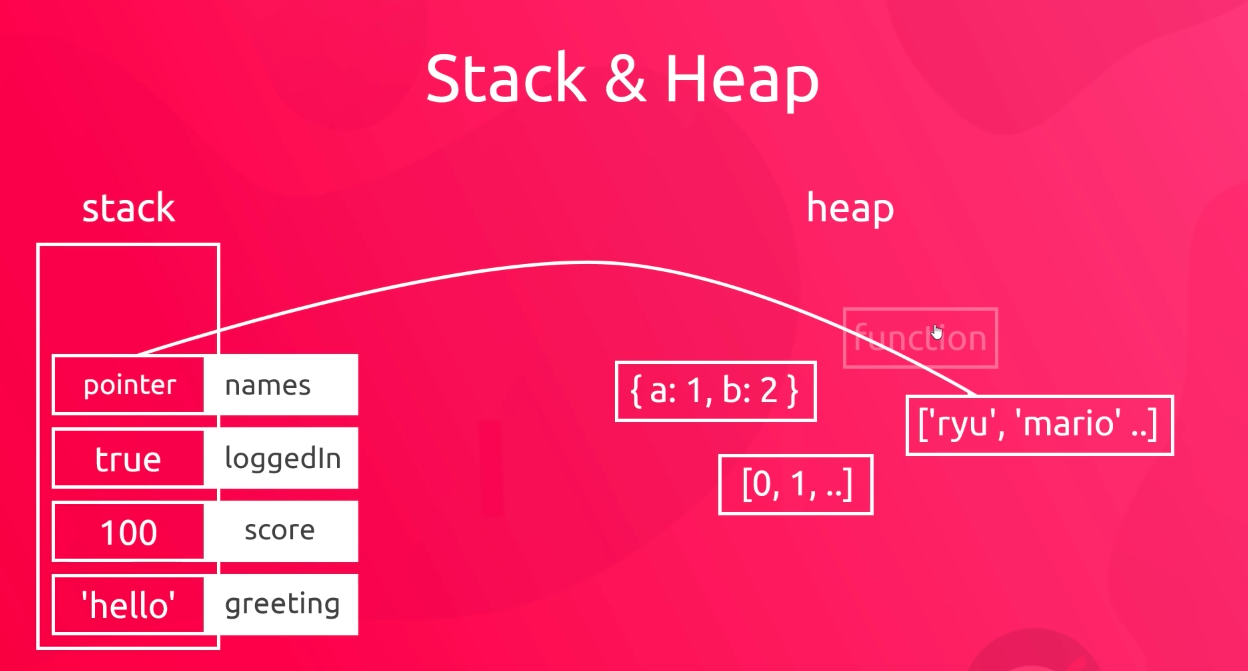 Stack & Heap
stack
heap
function
pointer names
{ a: 1, b: 2 }
['ryu', 'mario' ..]
true loggedIn
[0, 1, ..]
100 score
'hello' greeting